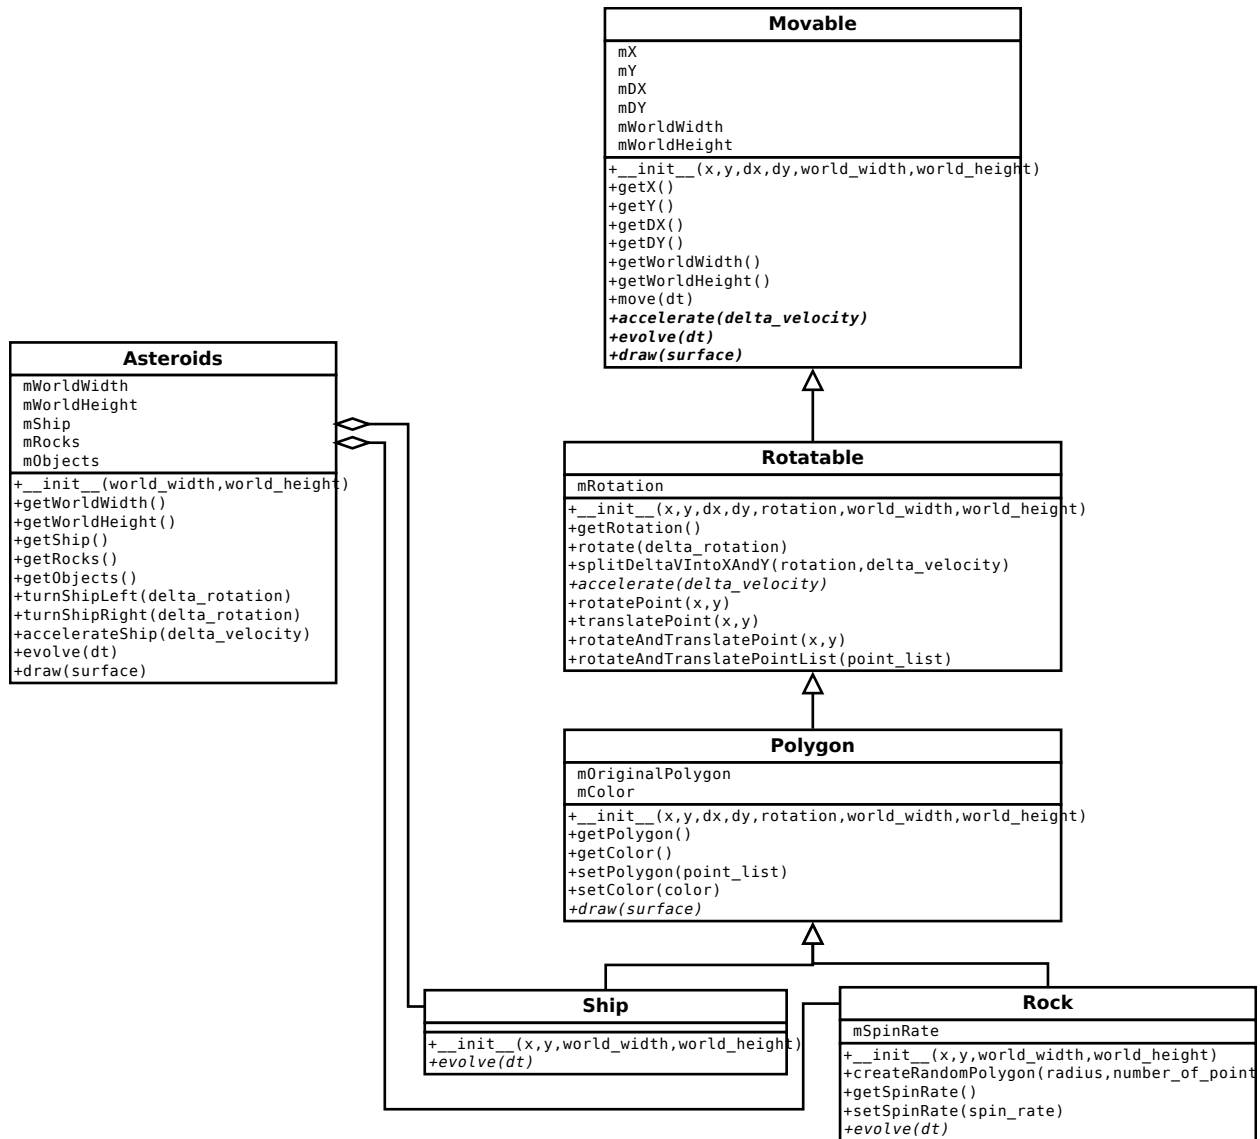 Movable
mX
mY
mDX
mDY
mWorldWidth
mWorldHeight
+__init__(x,y,dx,dy,world_width,world_height)
+getX()
+getY()
+getDX()
+getDY()
+getWorldWidth()
+getWorldHeight()
+move(dt)
+accelerate(delta_velocity)
+evolve(dt)
+draw(surface)
Asteroids
mWorldWidth
mWorldHeight
mShip
mRocks
mObjects
+__init__(world_width,world_height)
+getWorldWidth()
+getWorldHeight()
+getShip()
+getRocks()
+getObjects()
+turnShipLeft(delta_rotation)
+turnShipRight(delta_rotation)
+accelerateShip(delta_velocity)
+evolve(dt)
+draw(surface)
Rotatable
mRotation
+__init__(x,y,dx,dy,rotation,world_width,world_height)
+getRotation()
+rotate(delta_rotation)
+splitDeltaVIntoXAndY(rotation,delta_velocity)
+accelerate(delta_velocity)
+rotatePoint(x,y)
+translatePoint(x,y)
+rotateAndTranslatePoint(x,y)
+rotateAndTranslatePointList(point_list)
Polygon
mOriginalPolygon
mColor
+__init__(x,y,dx,dy,rotation,world_width,world_height)
+getPolygon()
+getColor()
+setPolygon(point_list)
+setColor(color)
+draw(surface)
Ship
+__init__(x,y,world_width,world_height)
+evolve(dt)
Rock
mSpinRate
+__init__(x,y,world_width,world_height)
+createRandomPolygon(radius,number_of_point
+getSpinRate()
+setSpinRate(spin_rate)
+evolve(dt)